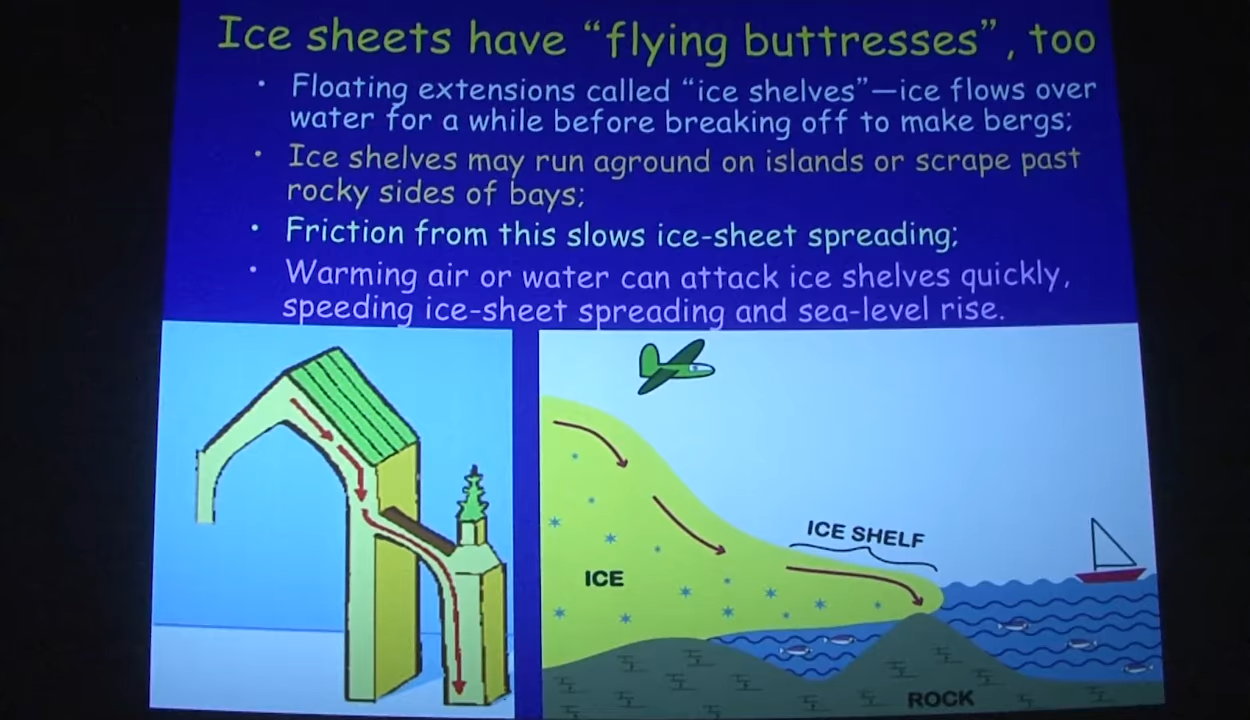 Ice sheets have “flying buttresses”, too
• Floating extensions called “ice shelves”—ice flows over
water for a while before breaking off to make bergs;
• Ice shelves may run aground on islands or scrape past
rocky sides of bays;
• Friction from this slows ice-sheet spreading;
• Warming air or water can attack ice shelves quickly,
speeding ice-sheet spreading and sea-level rise.
ICE SHELF
ICE
ROCK